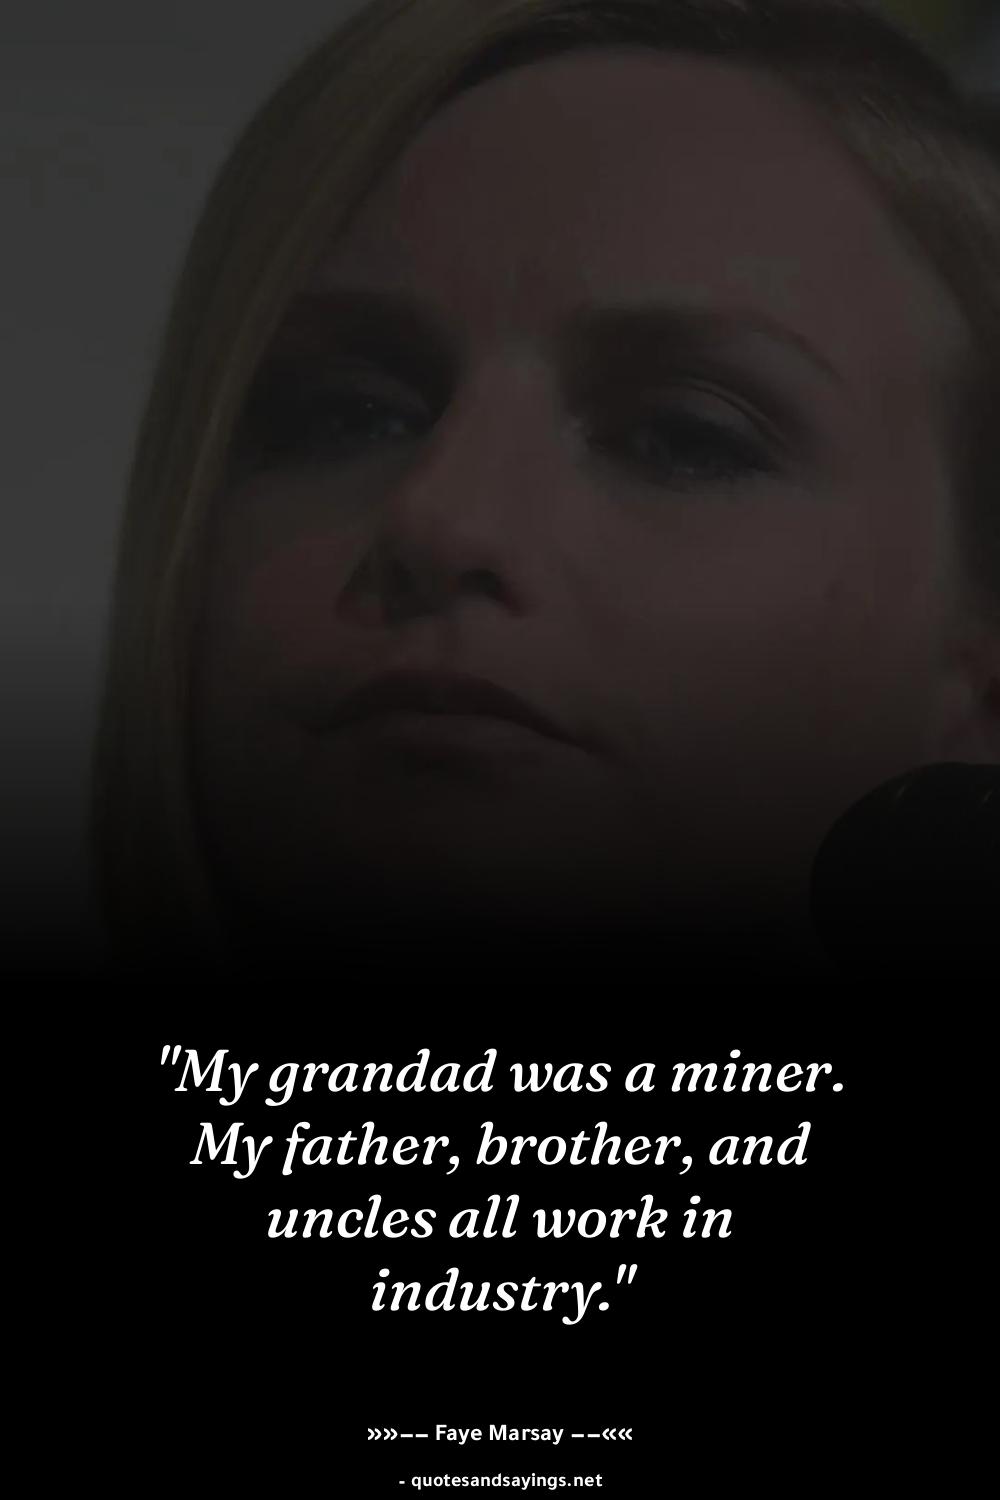 "My grandad was a miner.
My father, brother, and
uncles all work in
industry."
»»−− Faye Marsay −−««
- quotesandsayings.net